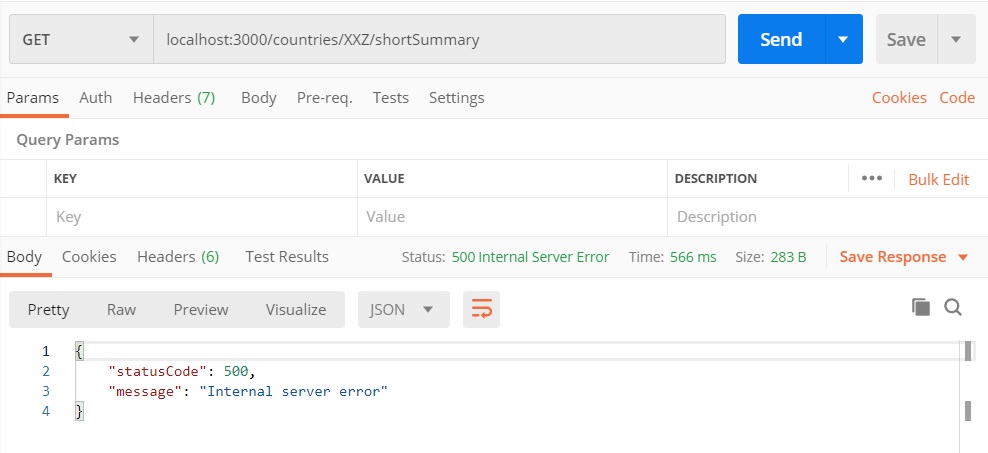 GET localhost:3000/countries/XXZ/shortSummary Send Save
Params Auth Headers (7) Body Pre-req. Tests Settings Cookies Code
Query Params
KEY VALUE DESCRIPTION ••• Bulk Edit
Key Value Description
Body Cookies Headers (6) Test Results Status: 500 Internal Server Error Time: 566 ms Size: 283 B Save Response
Pretty Raw Preview Visualize JSON
1 {
2 "statusCode": 500,
3 "message": "Internal server error"
4 }